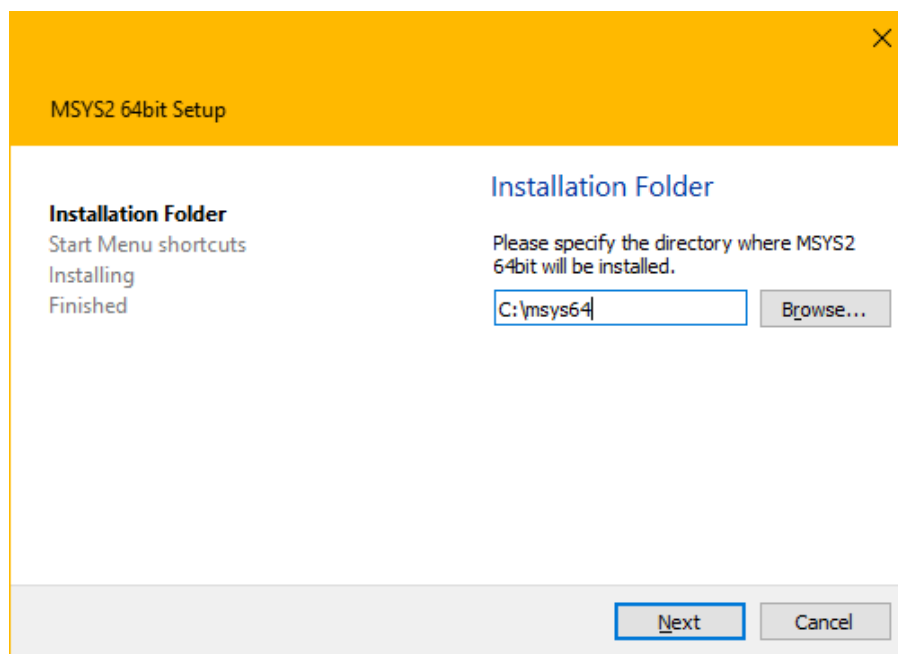 MSYS2 64bit Setup
Installation Folder
Start Menu shortcuts
Installing
Finished
Installation Folder
Please specify the directory where MSYS2
64bit will be installed.
C:\msys64
Browse...
Next
Cancel